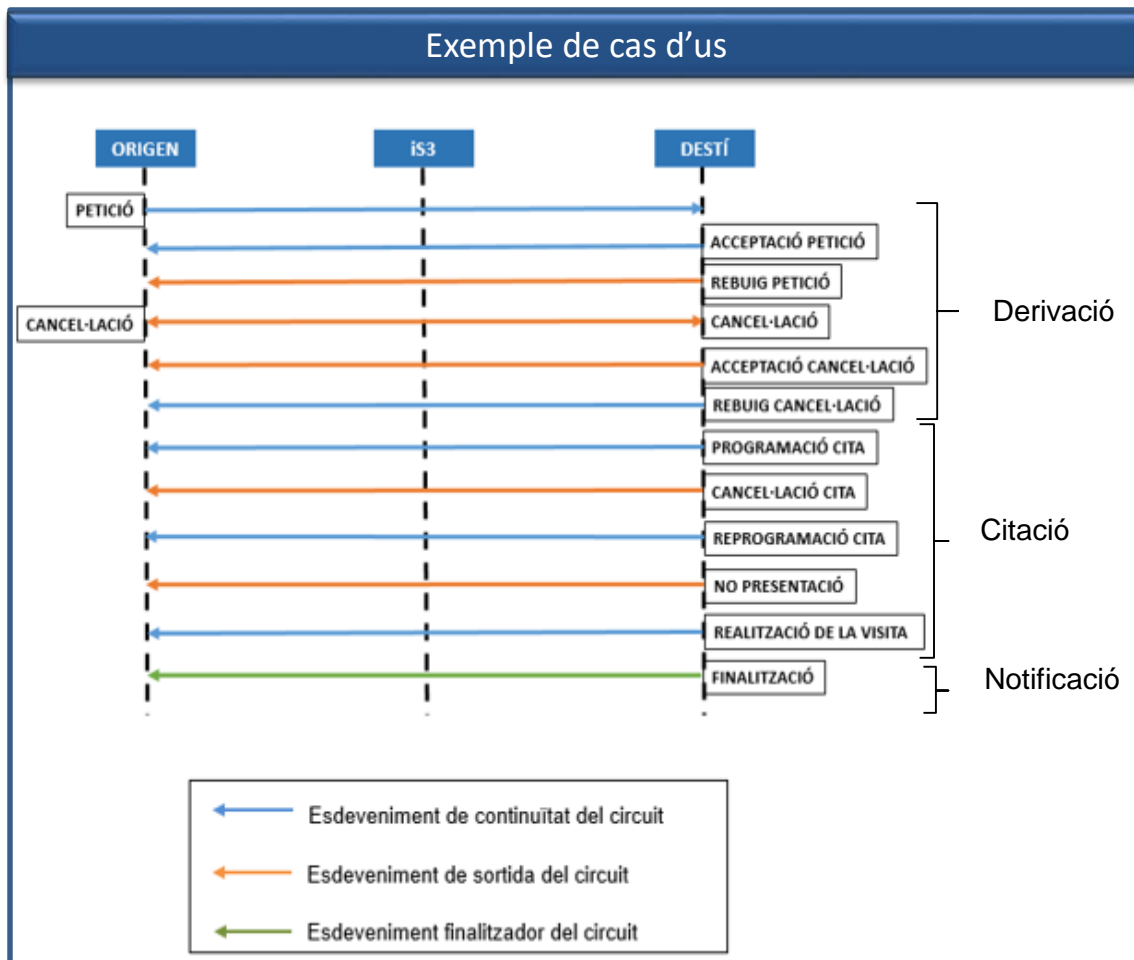 Exemple de cas d'us
ORIGEN
iS3
DESTÍ
PETICIÓ
ACCEPTACIÓ PETICIÓ
REBUIG PETICIÓ
CANCEL·LACIÓ
CANCEL·LACIÓ
ACCEPTACIÓ CANCEL·LACIÓ
REBUIG CANCEL·LACIÓ
Derivació
PROGRAMACIÓ CITA
CANCEL·LACIÓ CITA
REPROGRAMACIÓ CITA
NO PRESENTACIÓ
REALITZACIÓ DE LA VISITA
Citació
FINALITZACIÓ
Notificació
Esdeveniment de continuïtat del circuit
Esdeveniment de sortida del circuit
Esdeveniment finalitzador del circuit